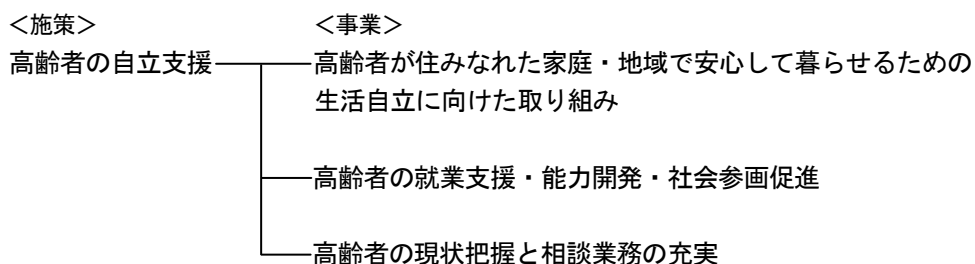 ＜施策＞ ＜事業＞
高齢者の自立支援 高齢者が住みなれた家庭・地域で安心して暮らせるための
生活自立に向けた取り組み
高齢者の就業支援・能力開発・社会参画促進
高齢者の現状把握と相談業務の充実